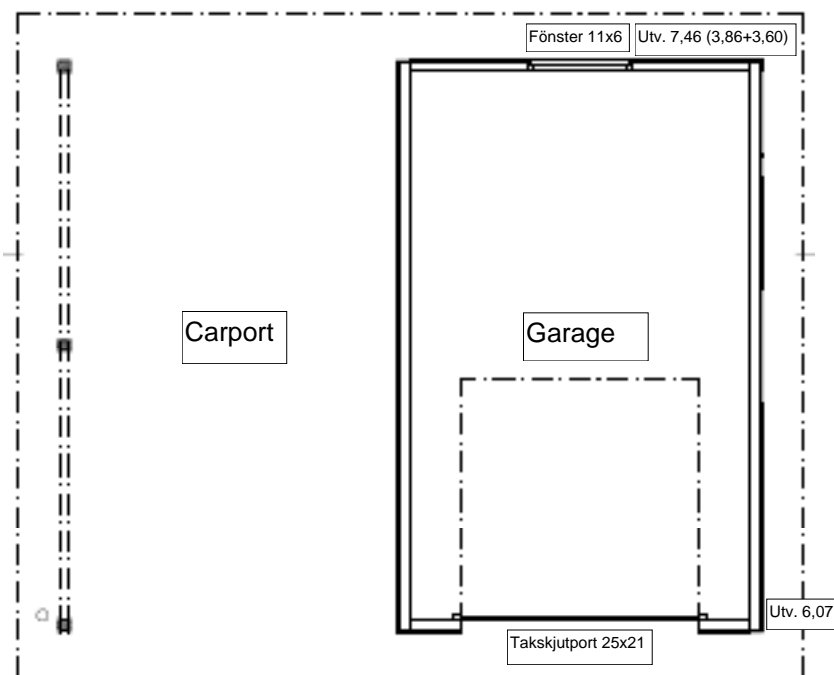 Fönster 11x6
Utv. 7,46 (3,86+3,60)
Carport
Garage
Utv. 6,07
Takskjutport 25x21